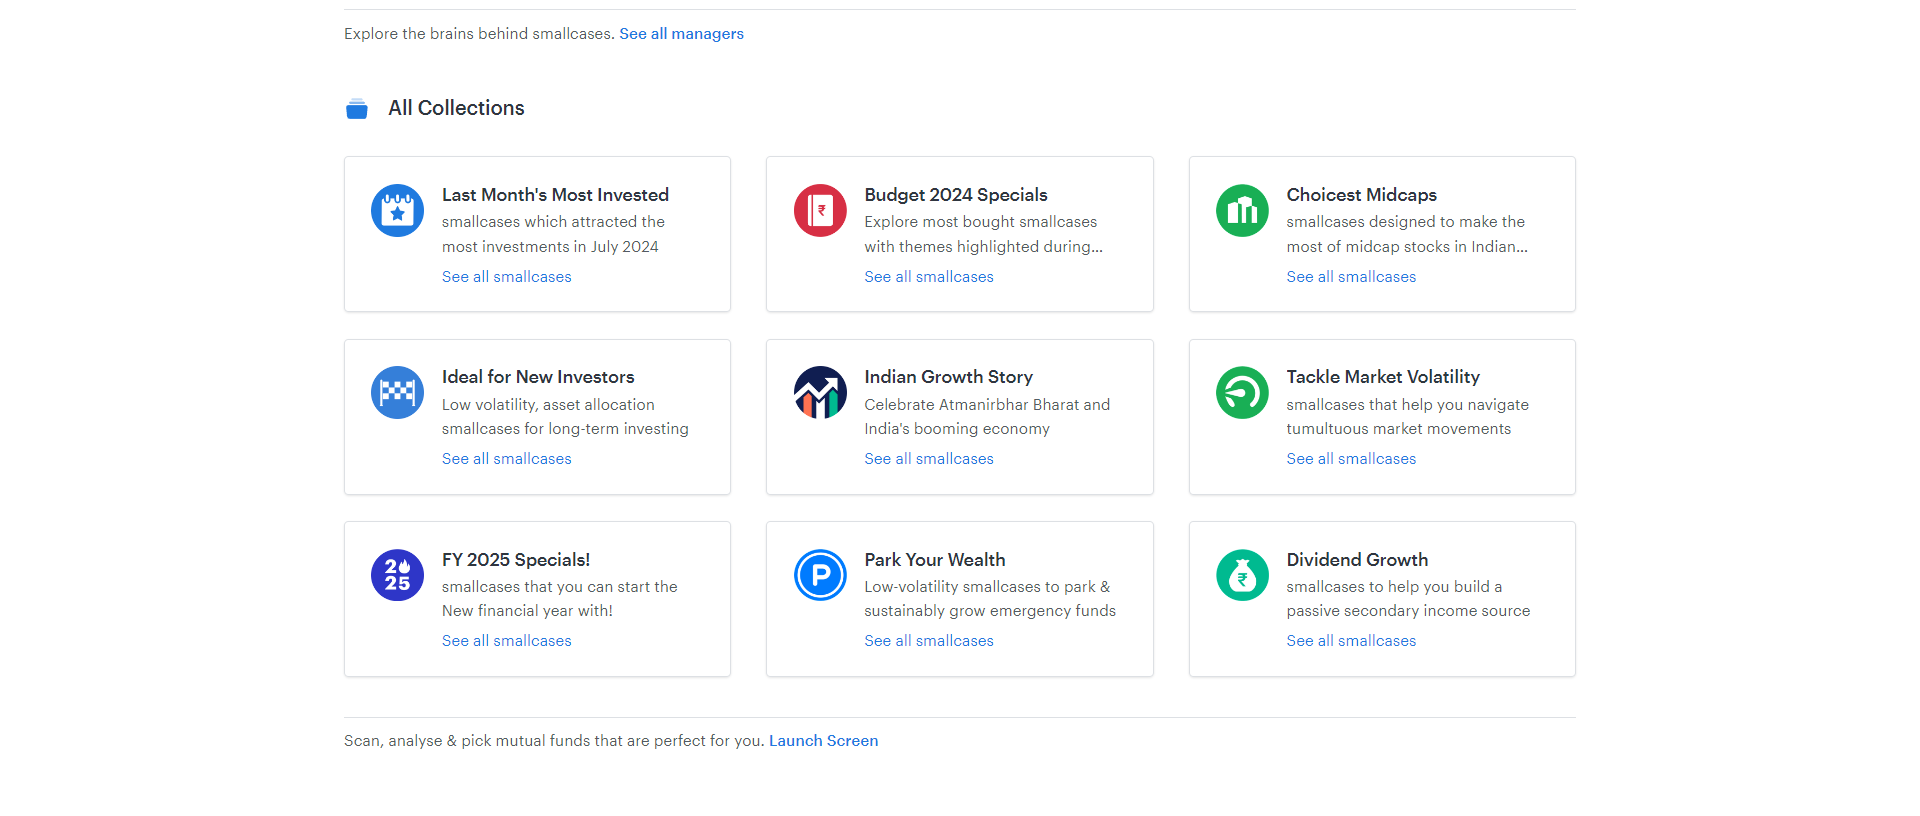 Explore the brains behind smallcases. See all managers
All Collections
Last Month's Most Invested
smallcases which attracted the
most investments in July 2024
See all smallcases
Budget 2024 Specials
Explore most bought smallcases
with themes highlighted during...
See all smallcases
Choicest Midcaps
smallcases designed to make the
most of midcap stocks in Indian...
See all smallcases
Ideal for New Investors
Low volatility, asset allocation
smallcases for long-term investing
See all smallcases
Indian Growth Story
Celebrate Atmanirbhar Bharat and
India's booming economy
See all smallcases
Tackle Market Volatility
smallcases that help you navigate
tumultuous market movements
See all smallcases
2025
FY 2025 Specials!
smallcases that you can start the
New financial year with!
See all smallcases
P
Park Your Wealth
Low-volatility smallcases to park &
sustainably grow emergency funds
See all smallcases
₹
Dividend Growth
smallcases to help you build a
passive secondary income source
See all smallcases
Scan, analyse & pick mutual funds that are perfect for you. Launch Screen